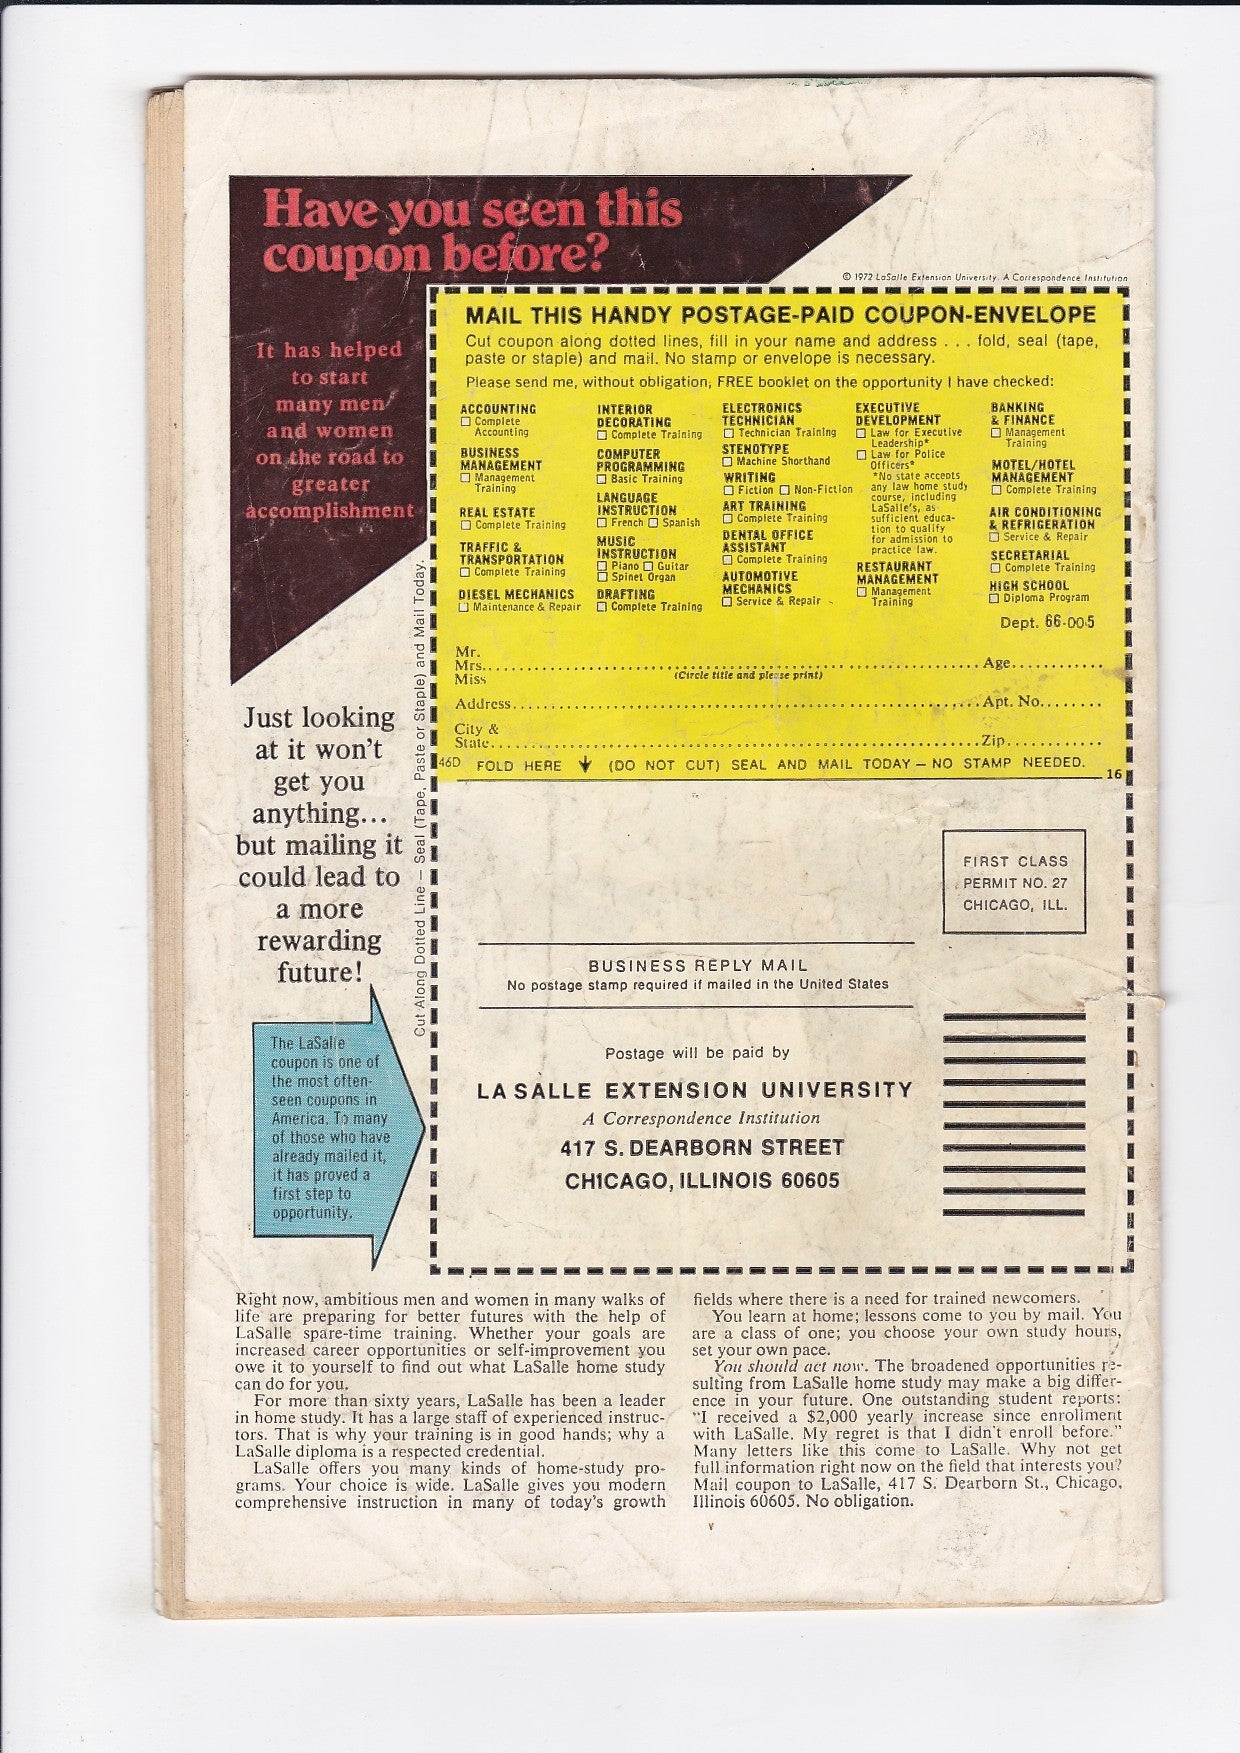 Have you seen this
coupon before?
It has helped
to start
many men
and women
on the road to
greater
accomplishment
© 1972 LaSalle Extension University. A Correspondence Institution
MAIL THIS HANDY POSTAGE-PAID COUPON-ENVELOPE
Cut coupon along dotted lines, fill in your name and address . . . fold, seal (tape,
paste or staple) and mail. No stamp or envelope is necessary.
Please send me, without obligation, FREE booklet on the opportunity I have checked:
ACCOUNTING
☐ Complete
Accounting
BUSINESS
MANAGEMENT
☐ Management
Training
REAL ESTATE
☐ Complete Training
TRAFFIC &
TRANSPORTATION
☐ Complete Training
DIESEL MECHANICS
☐ Maintenance & Repair
INTERIOR
DECORATING
☐ Complete Training
COMPUTER
PROGRAMMING
☐ Basic Training
LANGUAGE
INSTRUCTION
☐ French ☐ Spanish
MUSIC
INSTRUCTION
☐ Piano ☐ Guitar
☐ Spinet Organ
DRAFTING
☐ Complete Training
ELECTRONICS
TECHNICIAN
☐ Technician Training
STENOTYPE
☐ Machine Shorthand
WRITING
☐ Fiction ☐ Non-Fiction
ART TRAINING
☐ Complete Training
DENTAL OFFICE
ASSISTANT
☐ Complete Training
AUTOMOTIVE
MECHANICS
☐ Service & Repair
EXECUTIVE
DEVELOPMENT
☐ Law for Executive
Leadership*
☐ Law for Police
Officers*
*No state accepts
any law home study
course, including
LaSalle's, as
sufficient educa-
tion to qualify
for admission to
practice law.
RESTAURANT
MANAGEMENT
☐ Management
Training
BANKING
& FINANCE
☐ Management
Training
MOTEL/HOTEL
MANAGEMENT
☐ Complete Training
AIR CONDITIONING
& REFRIGERATION
☐ Service & Repair
SECRETARIAL
☐ Complete Training
HIGH SCHOOL
☐ Diploma Program
Dept. 66-005
Mr.
Mrs. Age
Miss (Circle title and please print)
Address Apt. No.
City &
State Zip
46D FOLD HERE ↓ (DO NOT CUT) SEAL AND MAIL TODAY — NO STAMP NEEDED.
16
Cut Along Dotted Line — Seal (Tape, Paste or Staple) and Mail Today.
Just looking
at it won't
get you
anything...
but mailing it
could lead to
a more
rewarding
future!
The LaSalle
coupon is one of
the most often-
seen coupons in
America. To many
of those who have
already mailed it,
it has proved a
first step to
opportunity.
FIRST CLASS
PERMIT NO. 27
CHICAGO, ILL.
BUSINESS REPLY MAIL
No postage stamp required if mailed in the United States
Postage will be paid by
LA SALLE EXTENSION UNIVERSITY
A Correspondence Institution
417 S. DEARBORN STREET
CHICAGO, ILLINOIS 60605
Right now, ambitious men and women in many walks of
life are preparing for better futures with the help of
LaSalle spare-time training. Whether your goals are
increased career opportunities or self-improvement you
owe it to yourself to find out what LaSalle home study
can do for you.
For more than sixty years, LaSalle has been a leader
in home study. It has a large staff of experienced instruc-
tors. That is why your training is in good hands; why a
LaSalle diploma is a respected credential.
LaSalle offers you many kinds of home-study pro-
grams. Your choice is wide. LaSalle gives you modern
comprehensive instruction in many of today's growth
fields where there is a need for trained newcomers.
You learn at home; lessons come to you by mail. You
are a class of one; you choose your own study hours,
set your own pace.
You should act now. The broadened opportunities re-
sulting from LaSalle home study may make a big differ-
ence in your future. One outstanding student reports:
"I received a $2,000 yearly increase since enrollment
with LaSalle. My regret is that I didn't enroll before."
Many letters like this come to LaSalle. Why not get
full information right now on the field that interests you?
Mail coupon to LaSalle, 417 S. Dearborn St., Chicago,
Illinois 60605. No obligation.
V